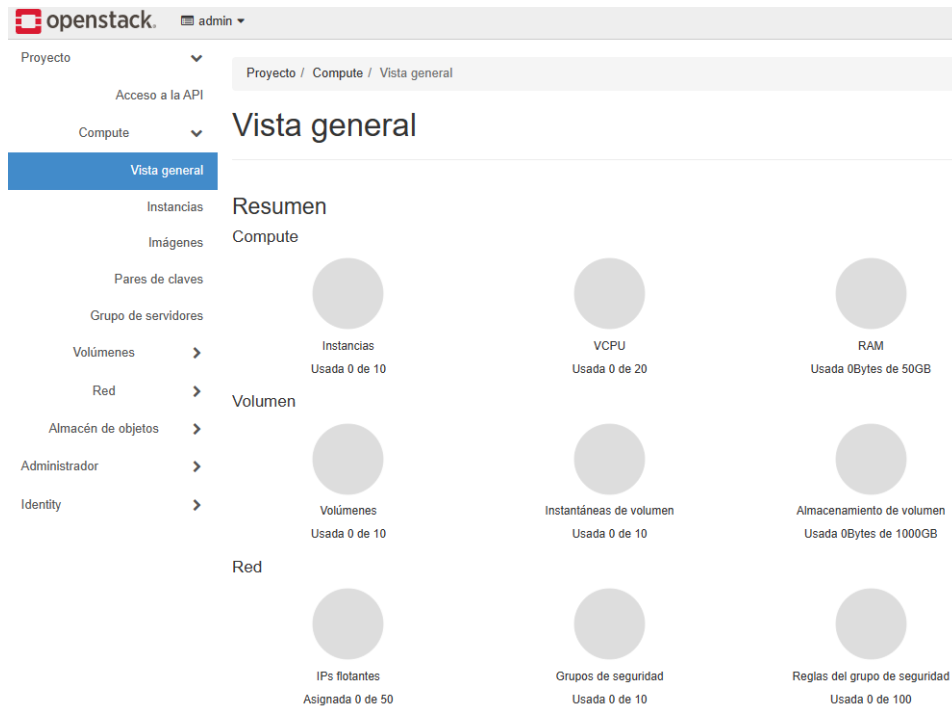 openstack. admin
Proyecto
Acceso a la API
Compute
Vista general
Instancias
Imágenes
Pares de claves
Grupo de servidores
Volúmenes
Red
Almacén de objetos
Administrador
Identity
Proyecto / Compute / Vista general
Vista general
Resumen
Compute
Instancias VCPU RAM
Usada 0 de 10 Usada 0 de 20 Usada 0Bytes de 50GB
Volumen
Volúmenes Instantáneas de volumen Almacenamiento de volumen
Usada 0 de 10 Usada 0 de 10 Usada 0Bytes de 1000GB
Red
IPs flotantes Grupos de seguridad Reglas del grupo de seguridad
Asignada 0 de 50 Usada 0 de 10 Usada 0 de 100